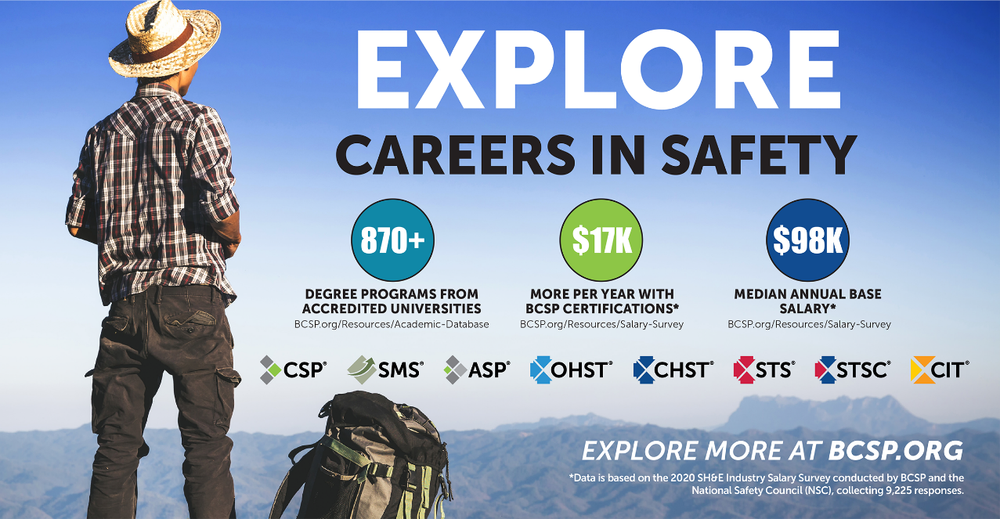 EXPLORE
CAREERS IN SAFETY
870+
$17K
$98K
DEGREE PROGRAMS FROM
ACCREDITED UNIVERSITIES
BCSP.org/Resources/Academic-Database
MORE PER YEAR WITH
BCSP CERTIFICATIONS*
BCSP.org/Resources/Salary-Survey
MEDIAN ANNUAL BASE
SALARY*
BCSP.org/Resources/Salary-Survey
CSP® SMS® ASP® OHST® CHST® STS® STSC® CIT®
EXPLORE MORE AT BCSP.ORG
*Data is based on the 2020 SH&E Industry Salary Survey conducted by BCSP and the
National Safety Council (NSC), collecting 9,225 responses.